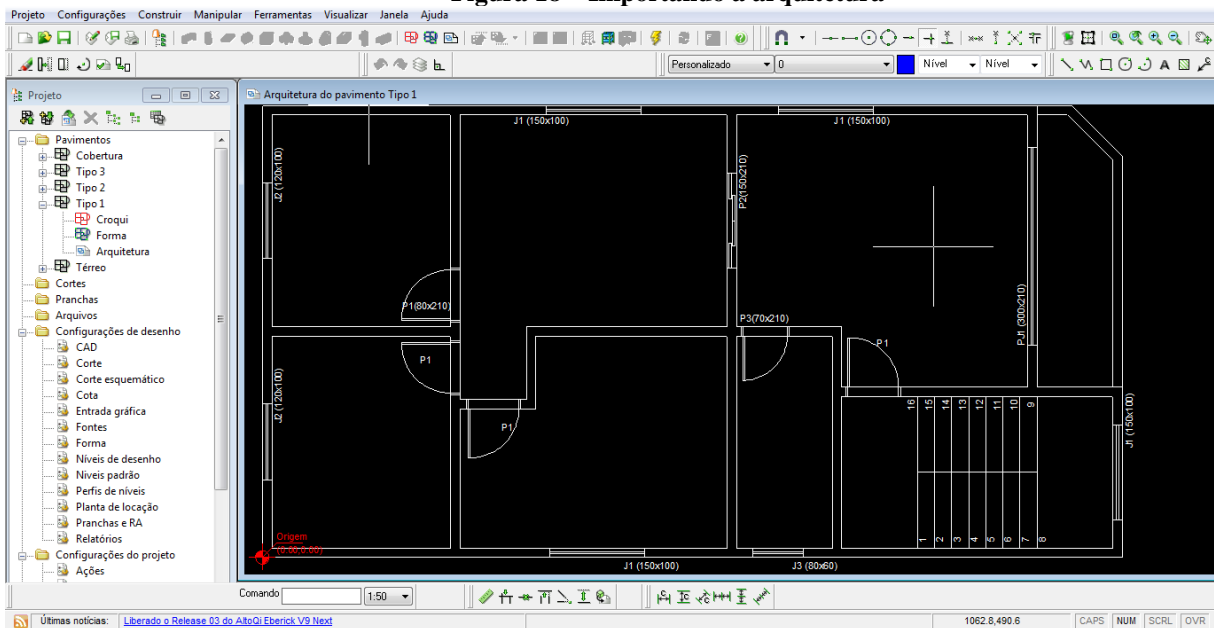 Figura 18 – Importando a arquitetura
Projeto Configurações Construir Manipular Ferramentas Visualizar Janela Ajuda
Personalizado 0 Nível Nível
Projeto
Arquitetura do pavimento Tipo 1
Pavimentos
Cobertura
Tipo 3
Tipo 2
Tipo 1
Croqui
Forma
Arquitetura
Térreo
Cortes
Pranchas
Arquivos
Configurações de desenho
CAD
Corte
Corte esquemático
Cota
Entrada gráfica
Fontes
Forma
Níveis de desenho
Niveis padrão
Perfis de níveis
Planta de locação
Pranchas e RA
Relatórios
Configurações do projeto
Ações
J1 (150x100)
J1 (150x100)
J2 (120x100)
P2(150x210)
P1(80x210)
P3(70x210)
PJ1 (300x210)
P1
P1
J2 (120x100)
P1
16 15 14 13 12 11 10 9
J1 (150x100)
1 2 3 4 5 6 7 8
Origem
(0.00,0.00)
J1 (150x100)
J3 (80x60)
Comando 1:50
Últimas notícias: Liberado o Release 03 do AltoQi Eberick V9 Next
1062.8,490.6 CAPS NUM SCRL OVR